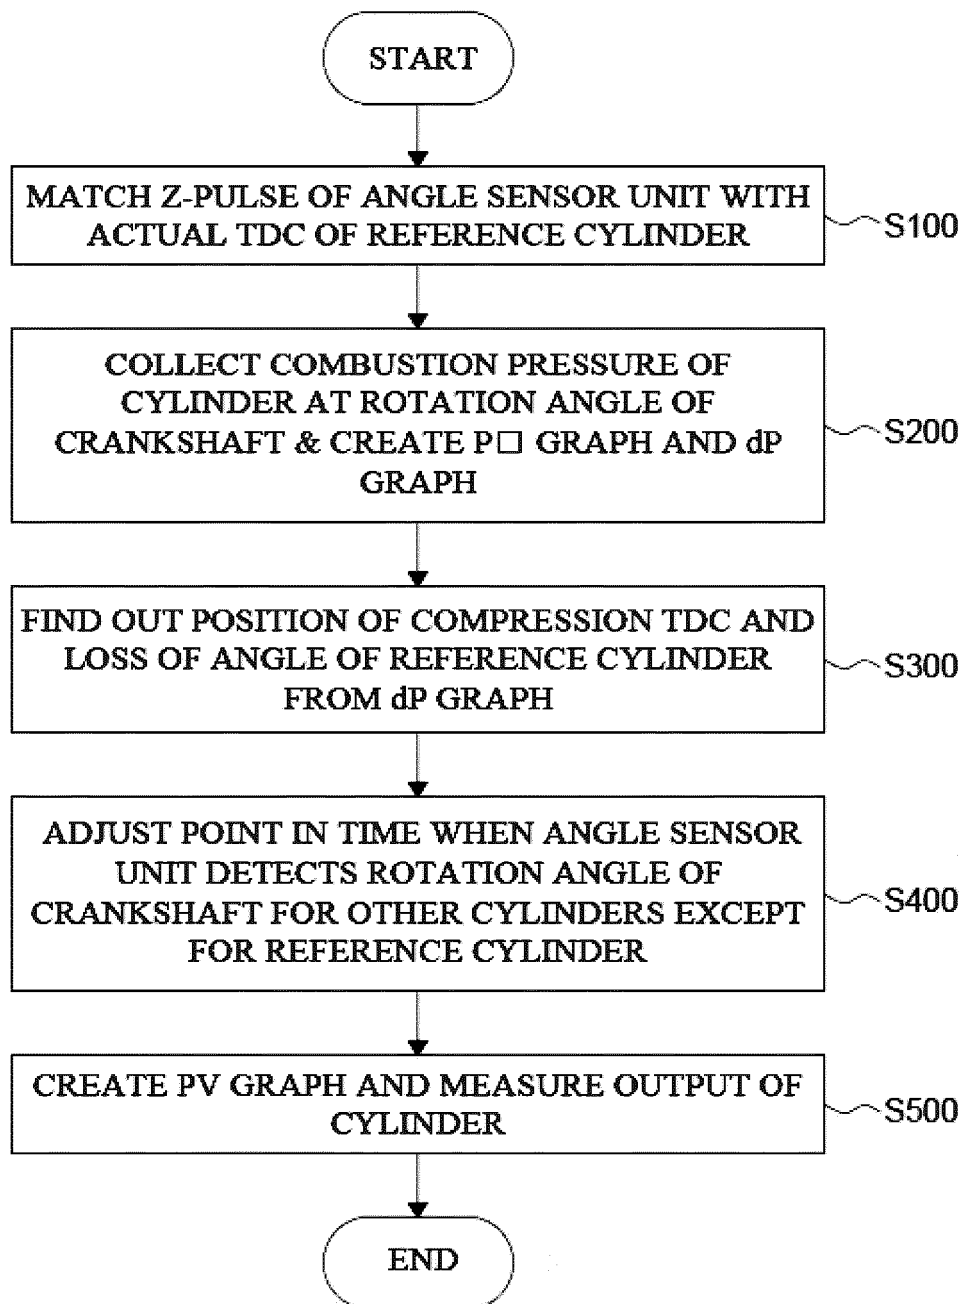 START
MATCH Z-PULSE OF ANGLE SENSOR UNIT WITH
ACTUAL TDC OF REFERENCE CYLINDER
S100
COLLECT COMBUSTION PRESSURE OF
CYLINDER AT ROTATION ANGLE OF
CRANKSHAFT & CREATE P□ GRAPH AND dP
GRAPH
S200
FIND OUT POSITION OF COMPRESSION TDC AND
LOSS OF ANGLE OF REFERENCE CYLINDER
FROM dP GRAPH
S300
ADJUST POINT IN TIME WHEN ANGLE SENSOR
UNIT DETECTS ROTATION ANGLE OF
CRANKSHAFT FOR OTHER CYLINDERS EXCEPT
FOR REFERENCE CYLINDER
S400
CREATE PV GRAPH AND MEASURE OUTPUT OF
CYLINDER
S500
END